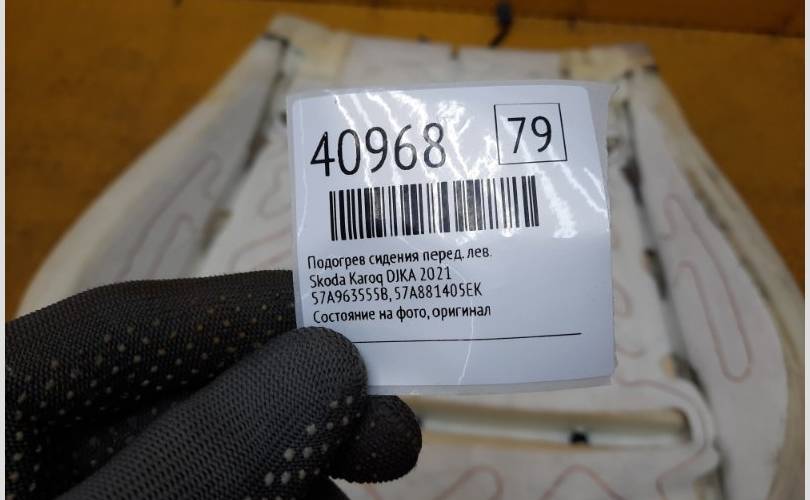 40968
79
Подогрев сидения перед. лев.
Skoda Karoq DJKA 2021
57A963555B, 57A881405EK
Состояние на фото, оригинал